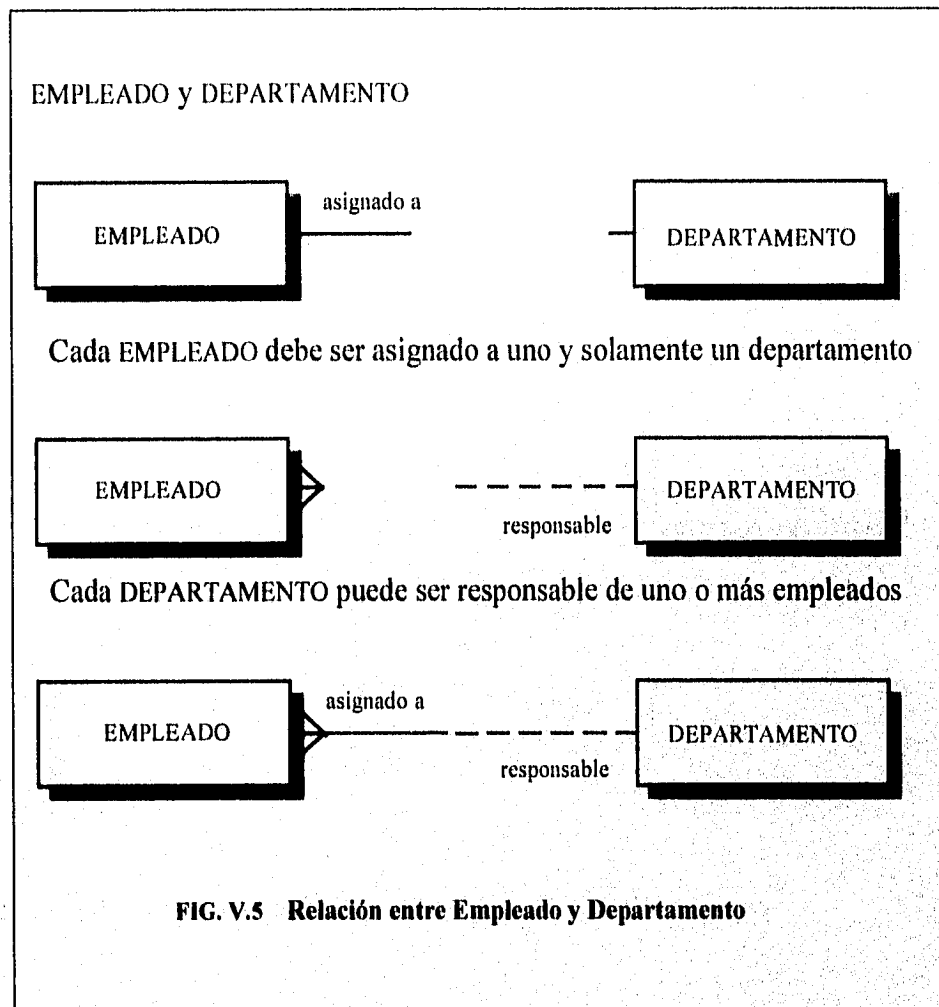 EMPLEADO y DEPARTAMENTO
asignado a
EMPLEADO
DEPARTAMENTO
Cada EMPLEADO debe ser asignado a uno y solamente un departamento
EMPLEADO
DEPARTAMENTO
responsable
Cada DEPARTAMENTO puede ser responsable de uno o más empleados
asignado a
EMPLEADO
DEPARTAMENTO
responsable
FIG. V.5 Relación entre Empleado y Departamento